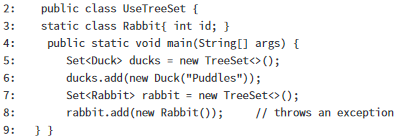 2: public class UseTreeSet {
3: static class Rabbit{ int id; }
4: public static void main(String[] args) {
5: Set<Duck> ducks = new TreeSet<>();
6: ducks.add(new Duck("Puddles"));
7: Set<Rabbit> rabbit = new TreeSet<>();
8: rabbit.add(new Rabbit()); // throws an exception
9: } }